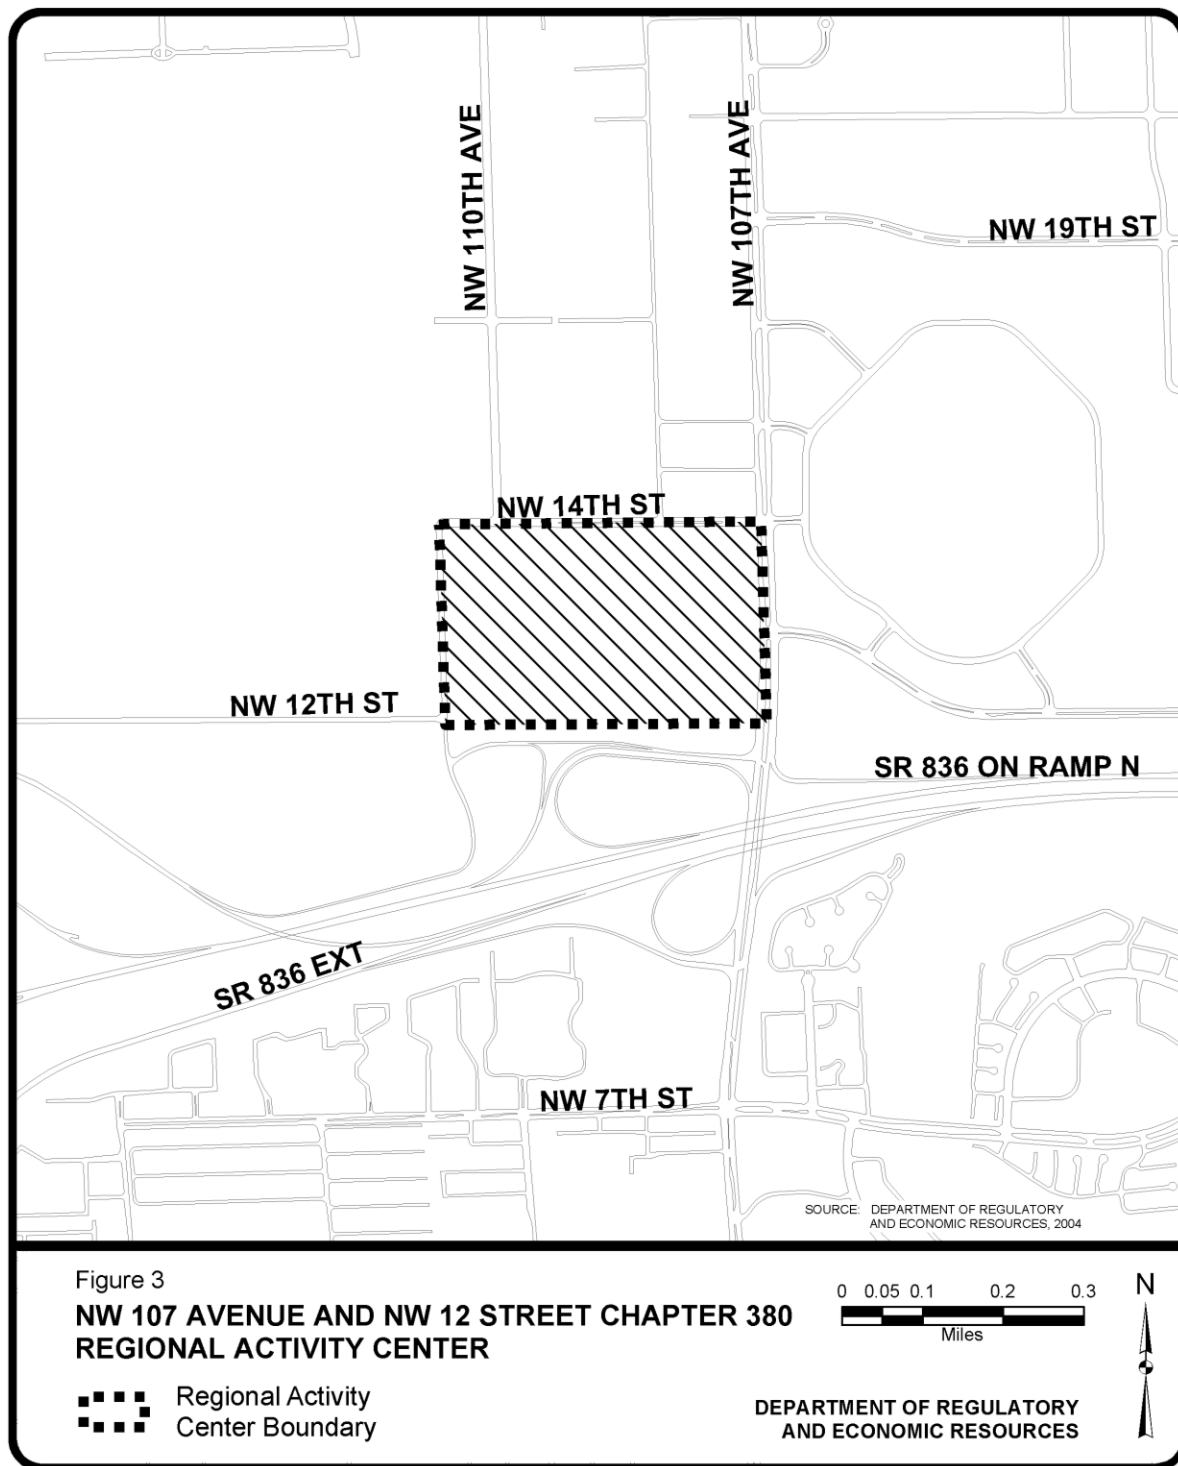 NW 110TH AVE
NW 107TH AVE
NW 19TH ST
NW 14TH ST
NW 12TH ST
SR 836 ON RAMP N
SR 836 EXT
NW 7TH ST
SOURCE: DEPARTMENT OF REGULATORY
AND ECONOMIC RESOURCES, 2004
Figure 3
NW 107 AVENUE AND NW 12 STREET CHAPTER 380
REGIONAL ACTIVITY CENTER
Regional Activity
Center Boundary
0 0.05 0.1 0.2 0.3
Miles
N
DEPARTMENT OF REGULATORY
AND ECONOMIC RESOURCES